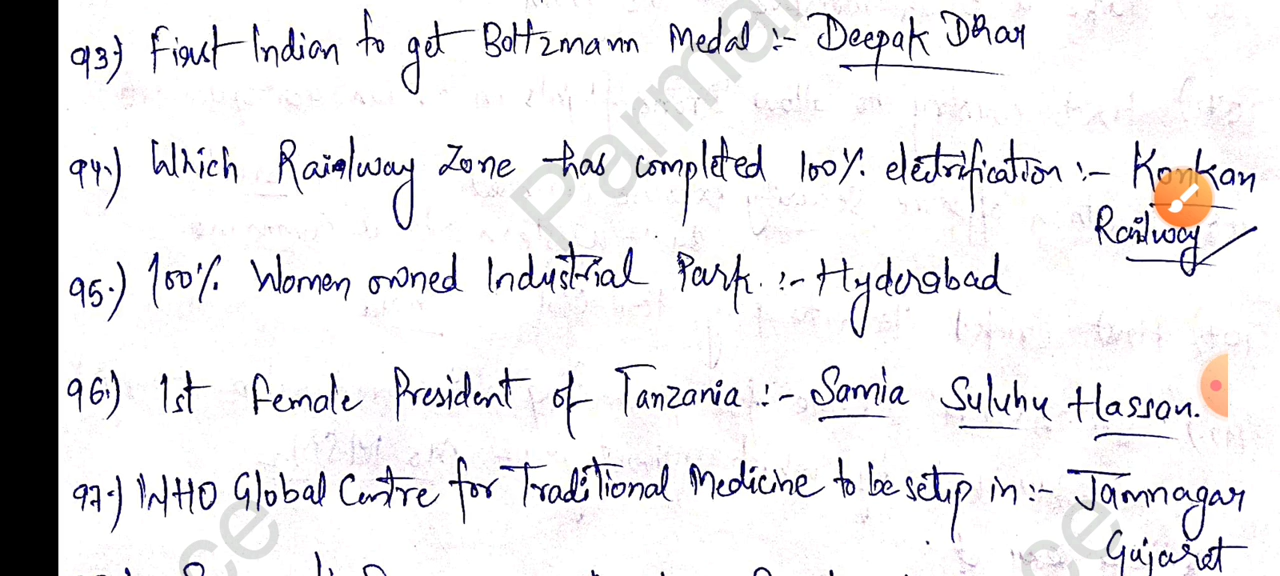 93) First Indian to get Boltzmann Medal :- Deepak Dhar
94.) Which Railway Zone has completed 100% eletrification :- Konkan
Railway
95.) 100% Women owned Industrial Park :- Hyderabad
96.) 1st Female President of Tanzania :- Samia Suluhu Hassan.
97.) WHO Global Centre for Traditional Medicine to be setup in :- Jamnagar
Gujarat